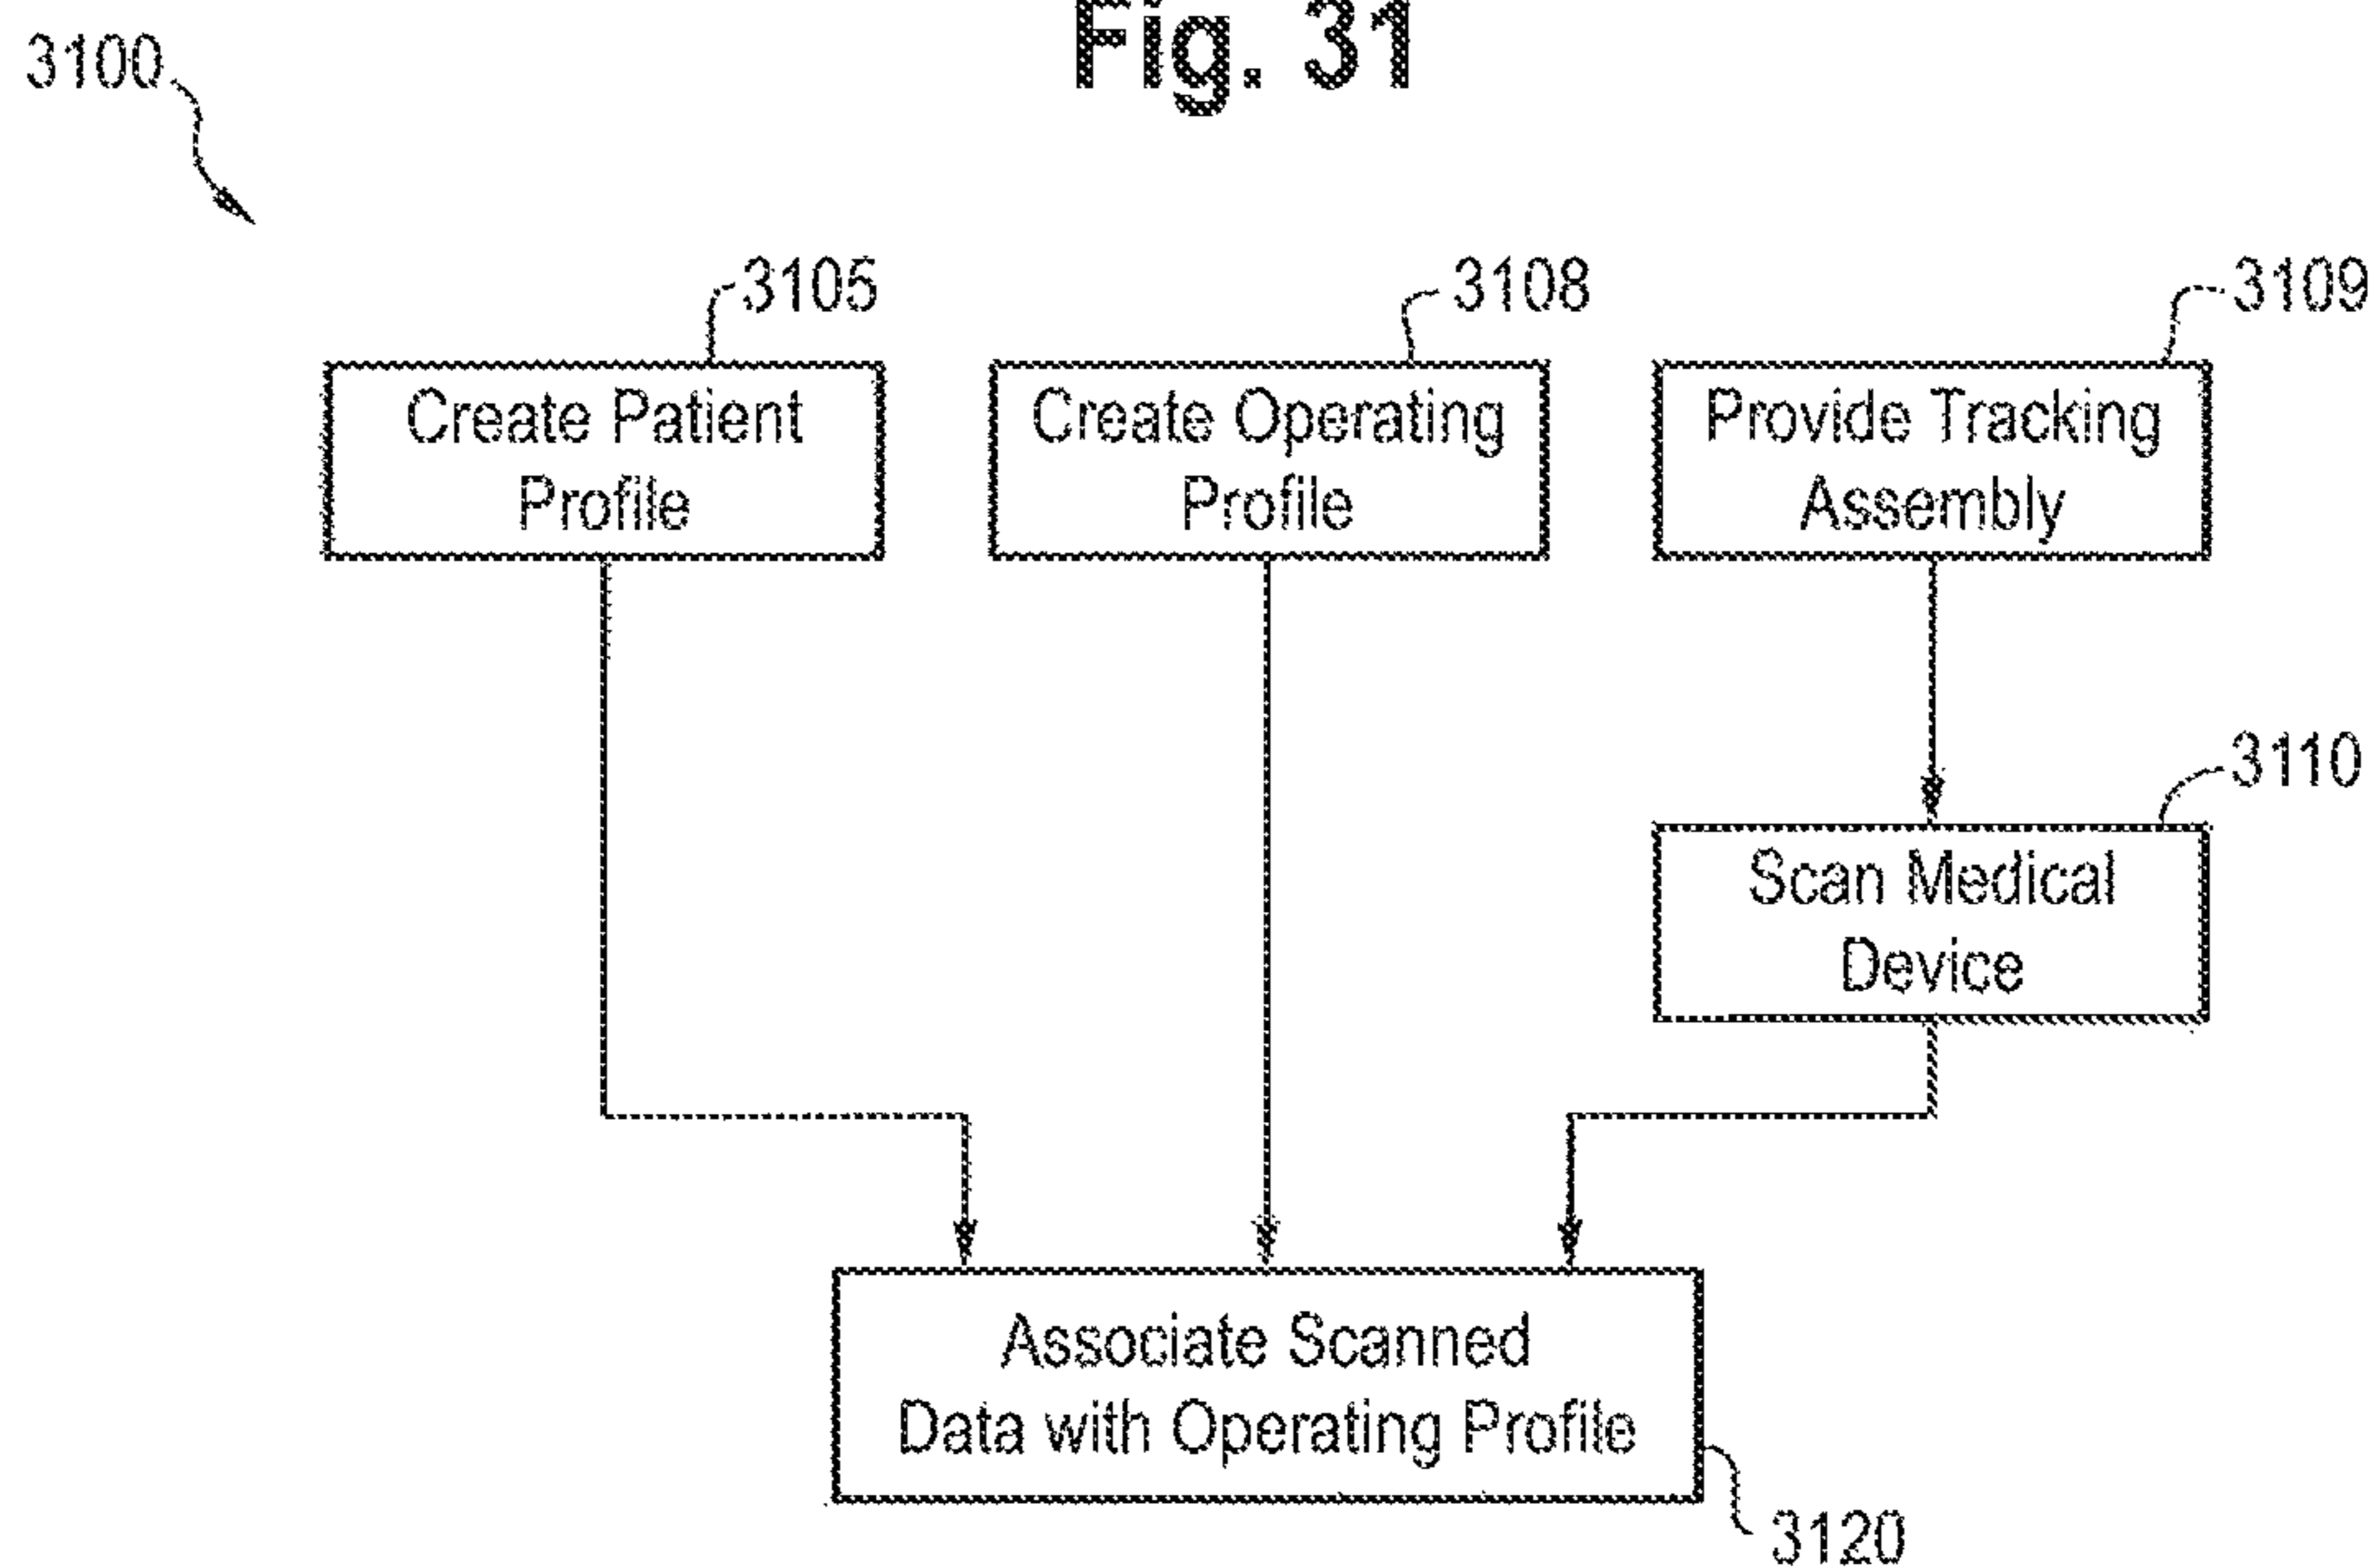 Fig. 31
3100
3105
3108
3109
Create Patient
Profile
Create Operating
Profile
Provide Tracking
Assembly
3110
Scan Medical
Device
Associate Scanned
Data with Operating Profile
3120